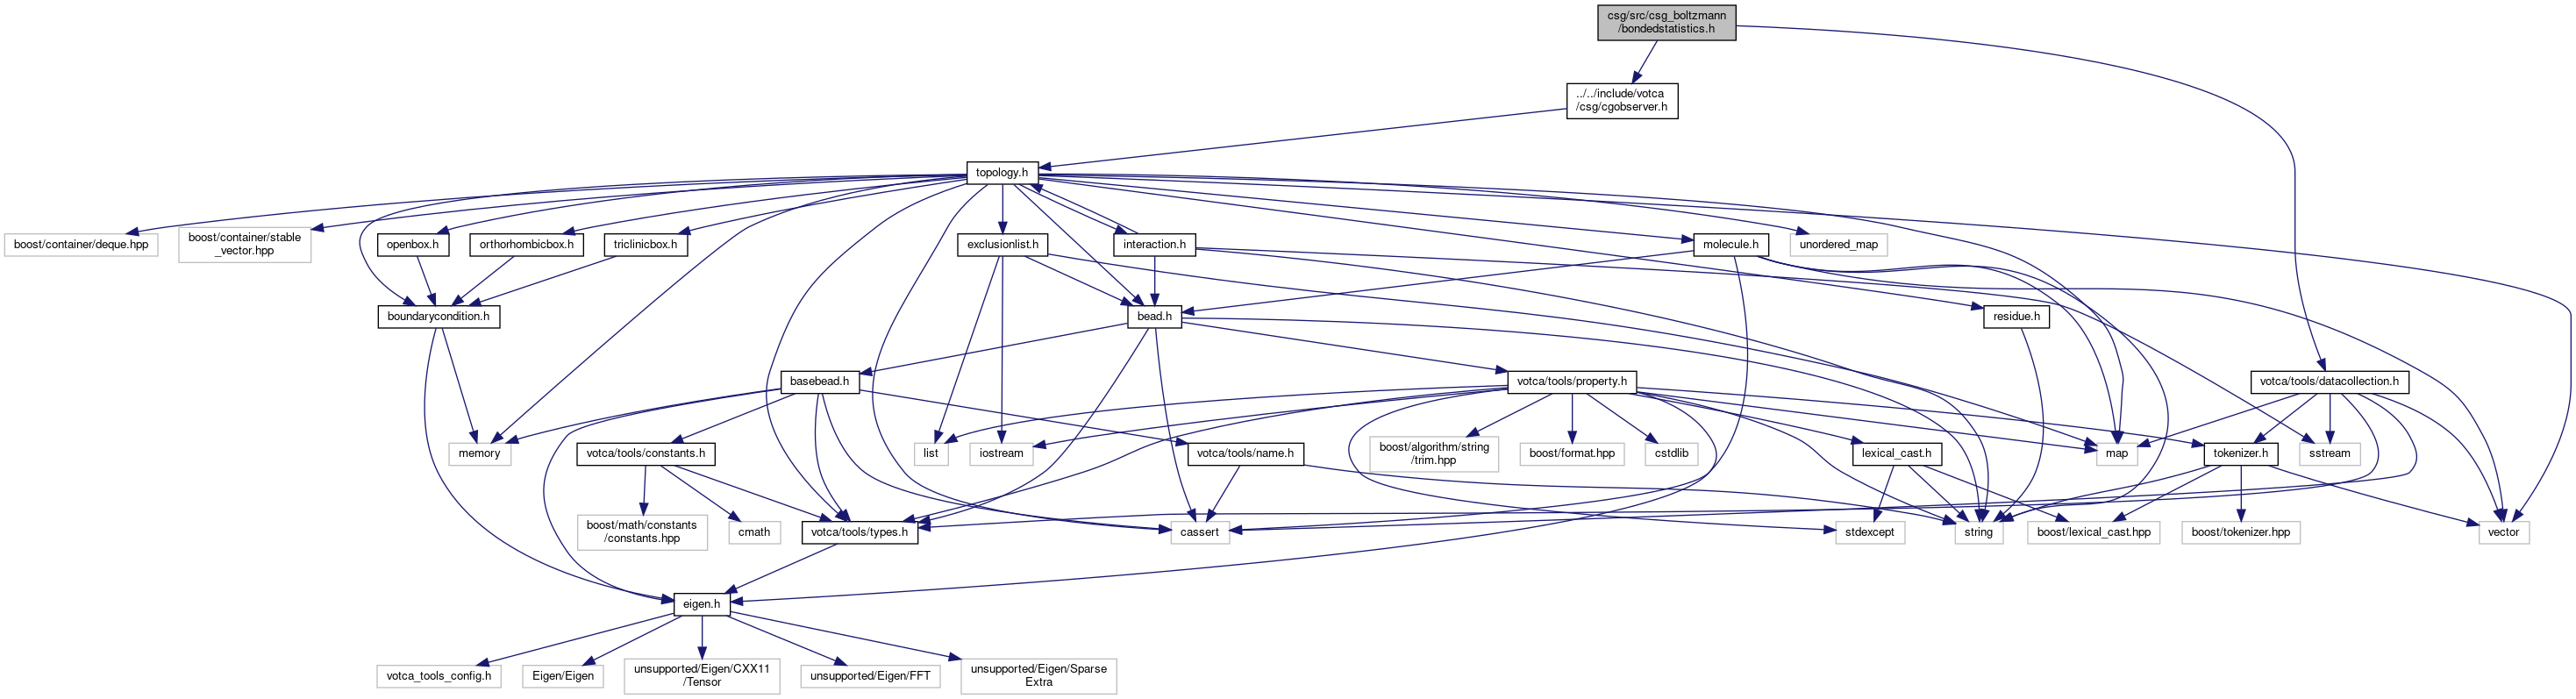 csg/src/csg_boltzmann
/bondedstatistics.h
../../include/votca
/csg/cgobserver.h
topology.h
boost/container/deque.hpp
boost/container/stable
_vector.hpp
openbox.h
orthorhombicbox.h
triclinicbox.h
exclusionlist.h
interaction.h
molecule.h
unordered_map
boundarycondition.h
bead.h
residue.h
basebead.h
votca/tools/property.h
votca/tools/datacollection.h
memory
votca/tools/constants.h
list
iostream
votca/tools/name.h
boost/algorithm/string
/trim.hpp
boost/format.hpp
cstdlib
lexical_cast.h
map
tokenizer.h
sstream
boost/math/constants
/constants.hpp
cmath
votca/tools/types.h
cassert
stdexcept
string
boost/lexical_cast.hpp
boost/tokenizer.hpp
vector
eigen.h
votca_tools_config.h
Eigen/Eigen
unsupported/Eigen/CXX11
/Tensor
unsupported/Eigen/FFT
unsupported/Eigen/Sparse
Extra